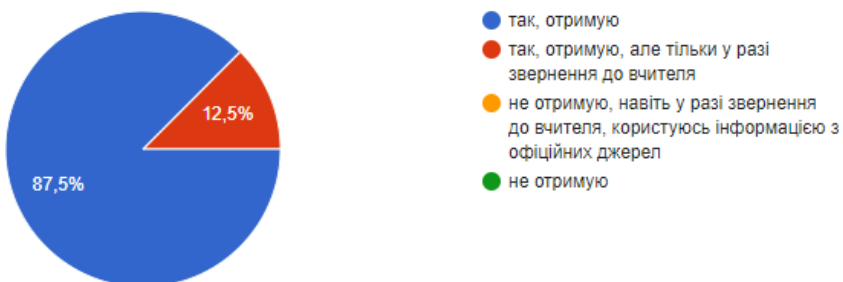 12,5%
87,5%
так, отримую
так, отримую, але тільки у разі
звернення до вчителя
не отримую, навіть у разі звернення
до вчителя, користуюсь інформацією з
офіційних джерел
не отримую